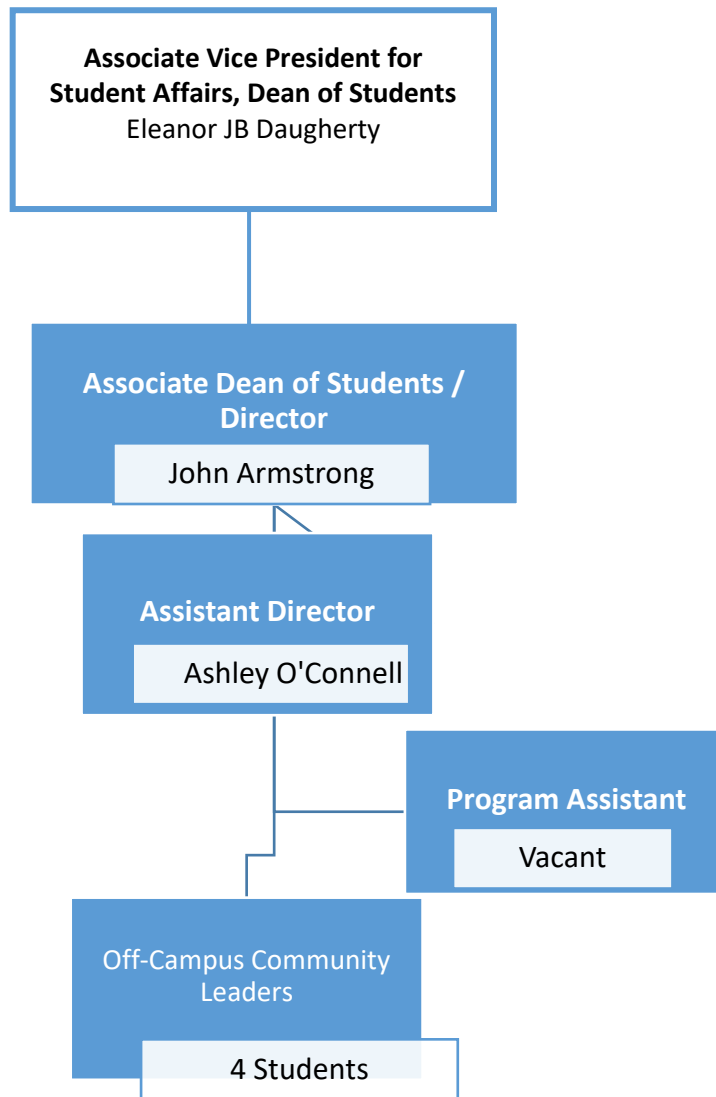 Associate Vice President for
Student Affairs, Dean of Students
Eleanor JB Daugherty
Associate Dean of Students /
Director
John Armstrong
Assistant Director
Ashley O'Connell
Program Assistant
Vacant
Off-Campus Community
Leaders
4 Students